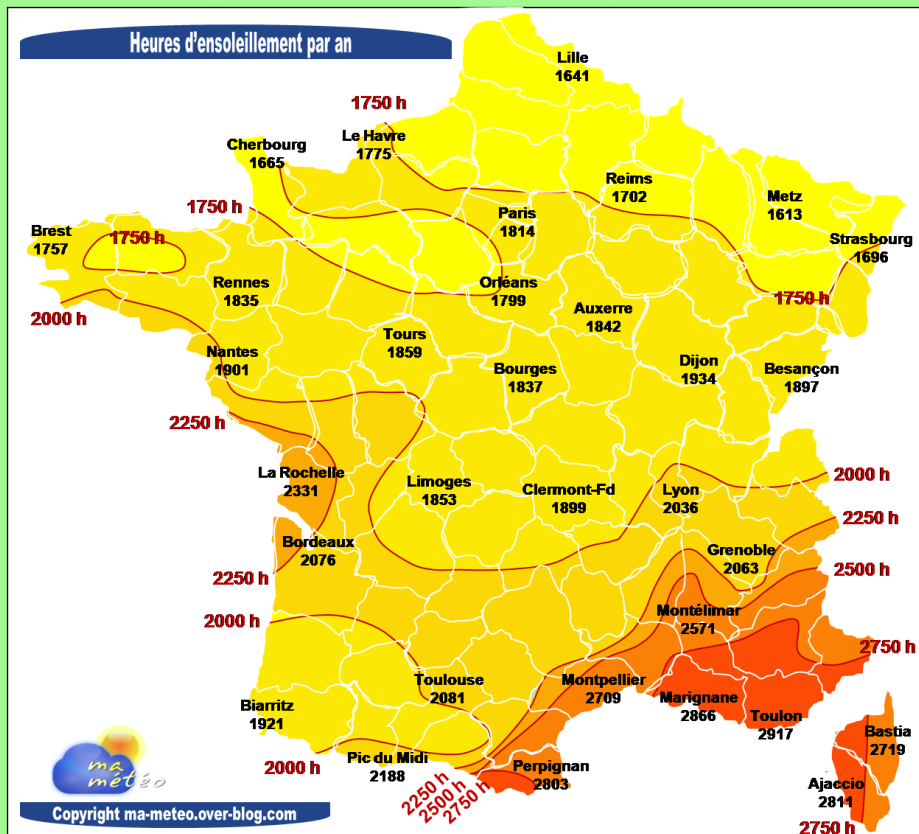 Heures d'ensoleillement par an
Lille
1641
1750 h
Le Havre
1775
Cherbourg
1665
Reims
1702
Metz
1613
1750 h
Paris
1814
Brest
1757
1750 h
Strasbourg
1696
Rennes
1835
Orléans
1799
1750 h
2000 h
Auxerre
1842
Tours
1859
Nantes
1901
Bourges
1837
Dijon
1934
Besançon
1897
2250 h
La Rochelle
2331
Limoges
1853
Clermont-Fd
1899
Lyon
2036
2000 h
2250 h
Bordeaux
2076
Grenoble
2063
2250 h
2500 h
2000 h
Montélimar
2571
2750 h
Toulouse
2081
Montpellier
2709
Marignane
2866
Biarritz
1921
Toulon
2917
Bastia
2719
2000 h
Pic du Midi
2188
Perpignan
2803
Ajaccio
2811
2250 h
2500 h
2750 h
2750 h
ma
météo
Copyright ma-meteo.over-blog.com